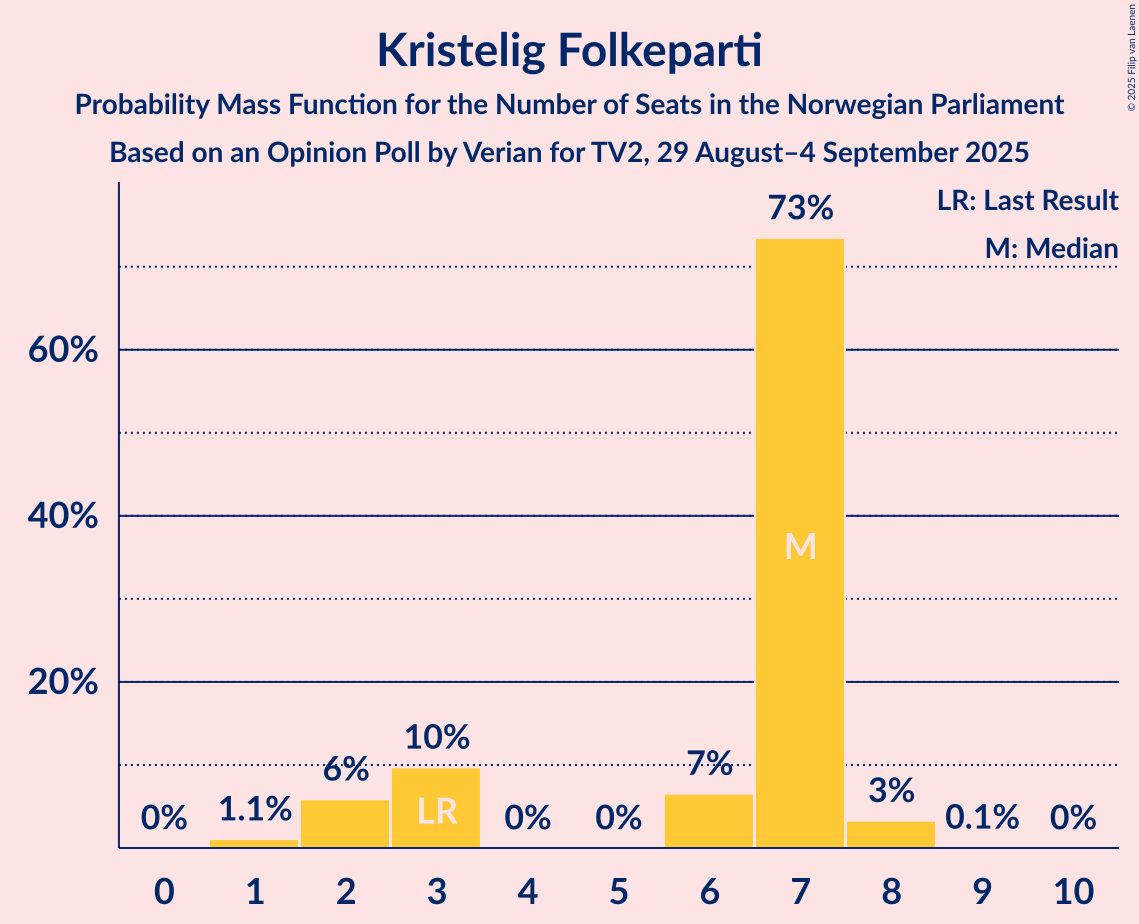 Kristelig Folkeparti
Probability Mass Function for the Number of Seats in the Norwegian Parliament
Based on an Opinion Poll by Verian for TV2, 29 August–4 September 2025
© 2025 Filip van Laenen
LR: Last Result
M: Median
60%
40%
20%
0%
1.1%
6%
10%
0%
0%
7%
73%
3%
0.1%
0%
LR
M
0 1 2 3 4 5 6 7 8 9 10